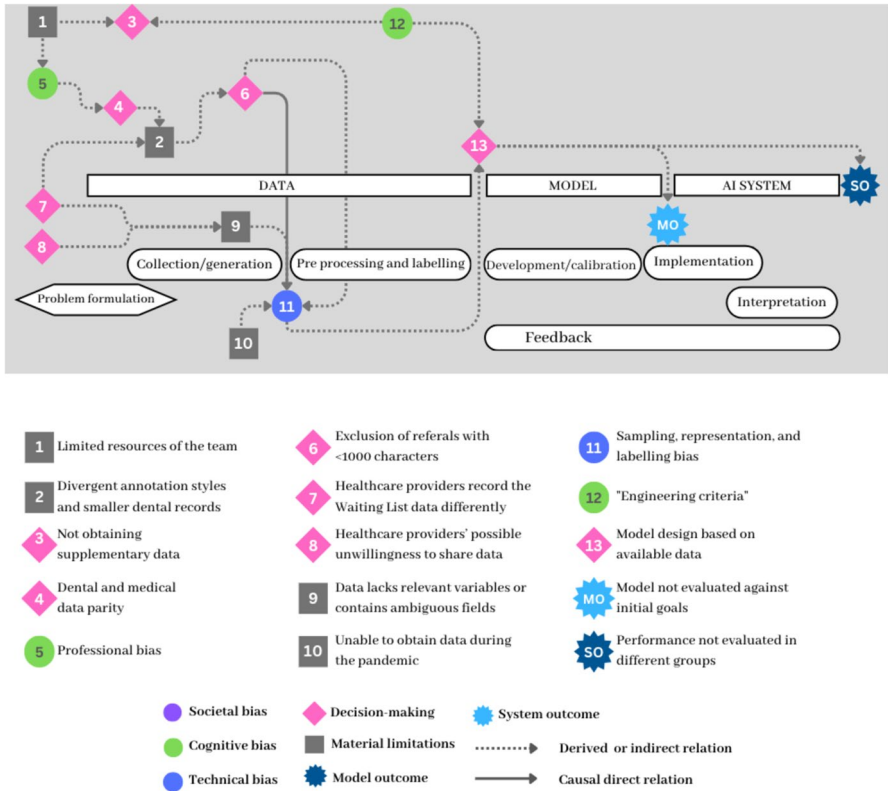 1
3
12
5
4
6
2
13
DATA
MODEL
AI SYSTEM
SO
7
8
9
MO
Collection/generation
Pre processing and labelling
Development/calibration
Implementation
Problem formulation
11
Interpretation
10
Feedback
1 Limited resources of the team
2 Divergent annotation styles
and smaller dental records
3 Not obtaining
supplementary data
4 Dental and medical
data parity
5 Professional bias
6 Exclusion of referals with
<1000 characters
7 Healthcare providers record the
Waiting List data differently
8 Healthcare providers' possible
unwillingness to share data
9 Data lacks relevant variables or
contains ambiguous fields
10 Unable to obtain data during
the pandemic
11 Sampling, representation, and
labelling bias
12 "Engineering criteria"
13 Model design based on
available data
MO Model not evaluated against
initial goals
SO Performance not evaluated in
different groups
Societal bias
Cognitive bias
Technical bias
Decision-making
Material limitations
Model outcome
System outcome
Derived or indirect relation
Causal direct relation